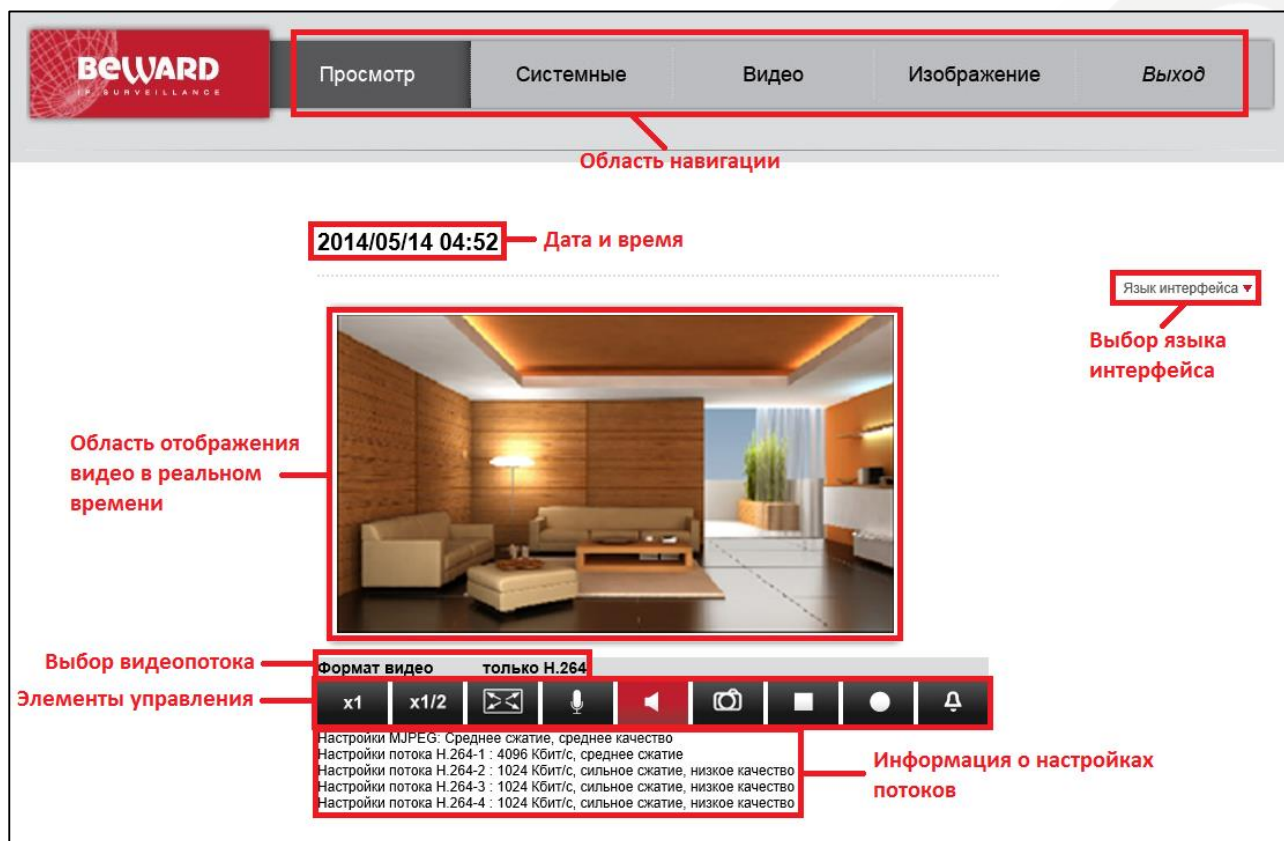 BEWARD
IP SURVEILLANCE
Просмотр
Системные
Видео
Изображение
Выход
Область навигации
2014/05/14 04:52
Дата и время
Язык интерфейса
Выбор языка
интерфейса
Область отображения
видео в реальном
времени
Выбор видеопотока
Формат видео только H.264
Элементы управления
x1
x1/2
Настройки MJPEG: Среднее сжатие, среднее качество
Настройки потока H.264-1 : 4096 Кбит/с, среднее сжатие
Настройки потока H.264-2 : 1024 Кбит/с, сильное сжатие, низкое качество
Настройки потока H.264-3 : 1024 Кбит/с, сильное сжатие, низкое качество
Настройки потока H.264-4 : 1024 Кбит/с, сильное сжатие, низкое качество
Информация о настройках
потоков